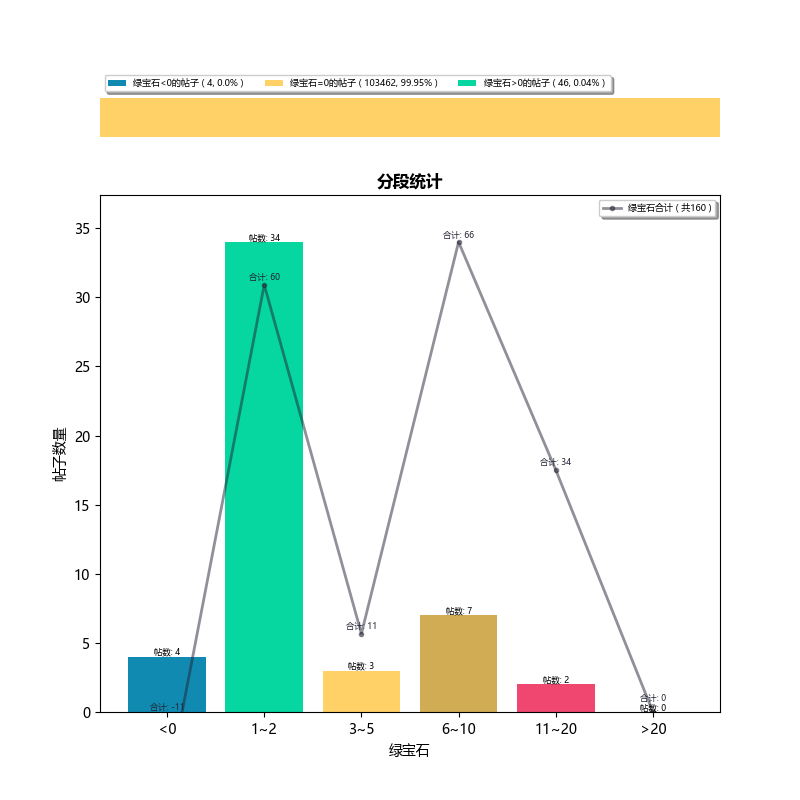 绿宝石<0的帖子 ( 4, 0.0% ) 绿宝石=0的帖子 ( 103462, 99.95% ) 绿宝石>0的帖子 ( 46, 0.04% )
分段统计
绿宝石合计 ( 共160 )
35
帖数: 34
合计: 66
30
合计: 60
25
20
合计: 34
帖子数量
15
10
帖数: 7
合计: 11
5
帖数: 4
帖数: 3
帖数: 2
合计: -11
合计: 0
帖数: 0
0
<0 1~2 3~5 6~10 11~20 >20
绿宝石